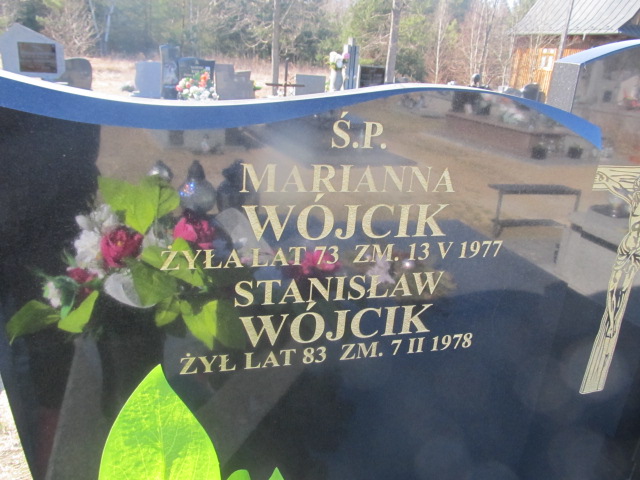 Ś.P.
MARIANNA
WÓJCIK
ŻYŁA LAT 73 ZM. 13 V 1977
STANISŁAW
WÓJCIK
ŻYŁ LAT 83 ZM. 7 II 1978